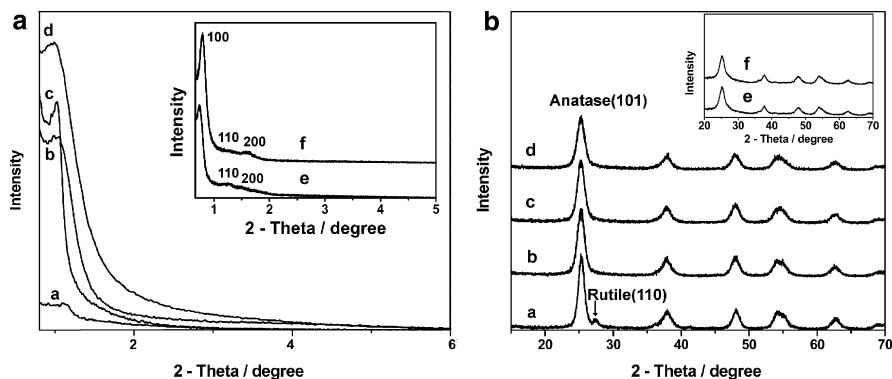 a
d
c
b
a
Intensity
1
2
4
6
2 - Theta / degree
100
110 200
f
110 200
e
Intensity
1 2 3 4 5
2 - Theta / degree
b
Anatase(101)
d
c
b
a
Rutile(110)
Intensity
20 30 40 50 60 70
2 - Theta / degree
f
e
Intensity
20 30 40 50 60 70
2 - Theta / degree